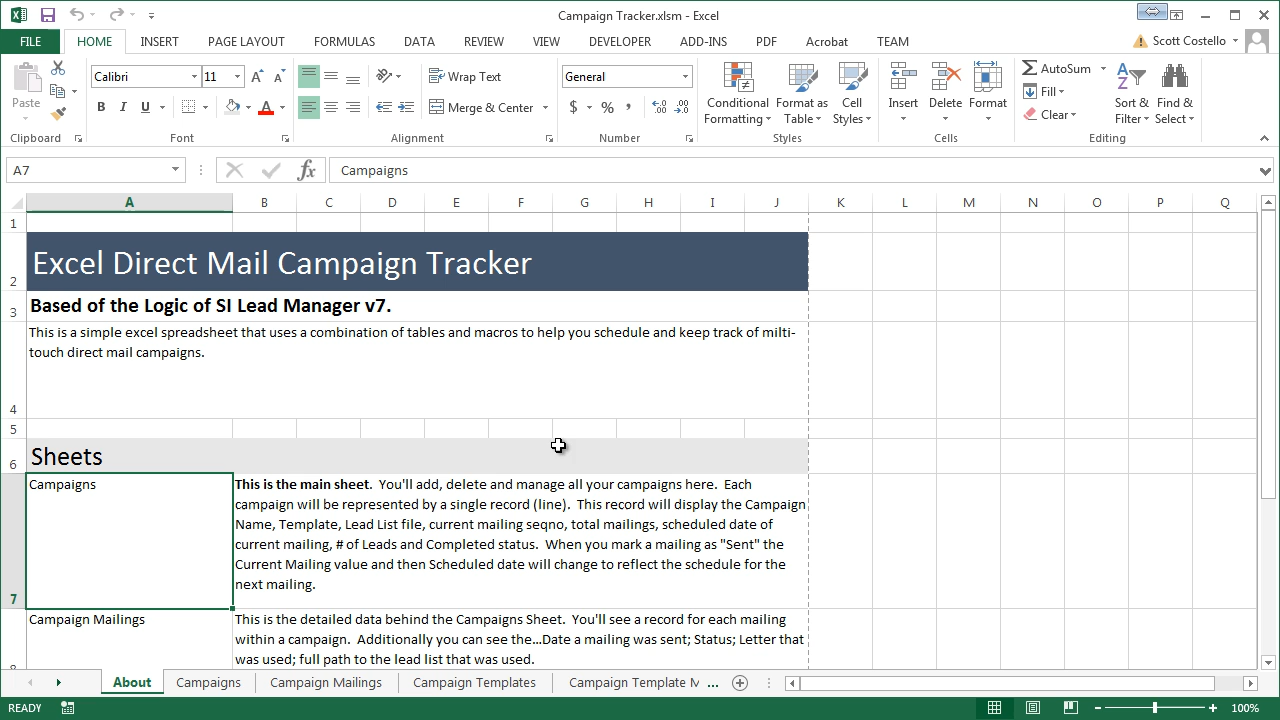 Campaign Tracker.xlsm - Excel
FILE HOME INSERT PAGE LAYOUT FORMULAS DATA REVIEW VIEW DEVELOPER ADD-INS PDF Acrobat TEAM Scott Costello
Paste
Calibri 11
B I U
A A
A
Wrap Text
Merge & Center
General
$ % ,
Conditional Formatting
Format as Table
Cell Styles
Insert
Delete
Format
AutoSum
Fill
Clear
Sort & Filter
Find & Select
Clipboard Font Alignment Number Styles Cells Editing
A7 fx Campaigns
A B C D E F G H I J K L M N O P Q
1
2 Excel Direct Mail Campaign Tracker
3 Based of the Logic of SI Lead Manager v7.
This is a simple excel spreadsheet that uses a combination of tables and macros to help you schedule and keep track of milti-
touch direct mail campaigns.
4
5
6 Sheets
Campaigns This is the main sheet. You'll add, delete and manage all your campaigns here. Each
campaign will be represented by a single record (line). This record will display the Campaign
Name, Template, Lead List file, current mailing seqno, total mailings, scheduled date of
current mailing, # of Leads and Completed status. When you mark a mailing as "Sent" the
Current Mailing value and then Scheduled date will change to reflect the schedule for the
next mailing.
7
Campaign Mailings This is the detailed data behind the Campaigns Sheet. You'll see a record for each mailing
within a campaign. Additionally you can see the...Date a mailing was sent; Status; Letter that
was used; full path to the lead list that was used.
About Campaigns Campaign Mailings Campaign Templates Campaign Template M ...
READY 100%